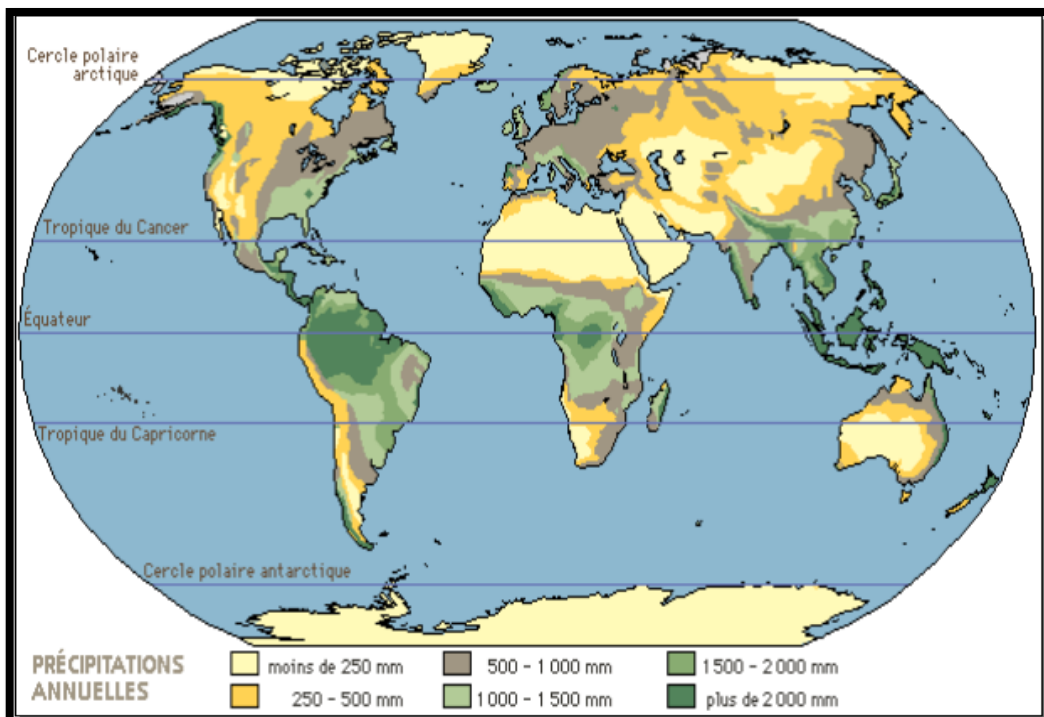 Cercle polaire
arctique
Tropique du Cancer
Équateur
Tropique du Capricorne
Cercle polaire antarctique
PRÉCIPITATIONS
ANNUELLES
moins de 250 mm
250 - 500 mm
500 - 1 000 mm
1 000 - 1 500 mm
1 500 - 2 000 mm
plus de 2 000 mm